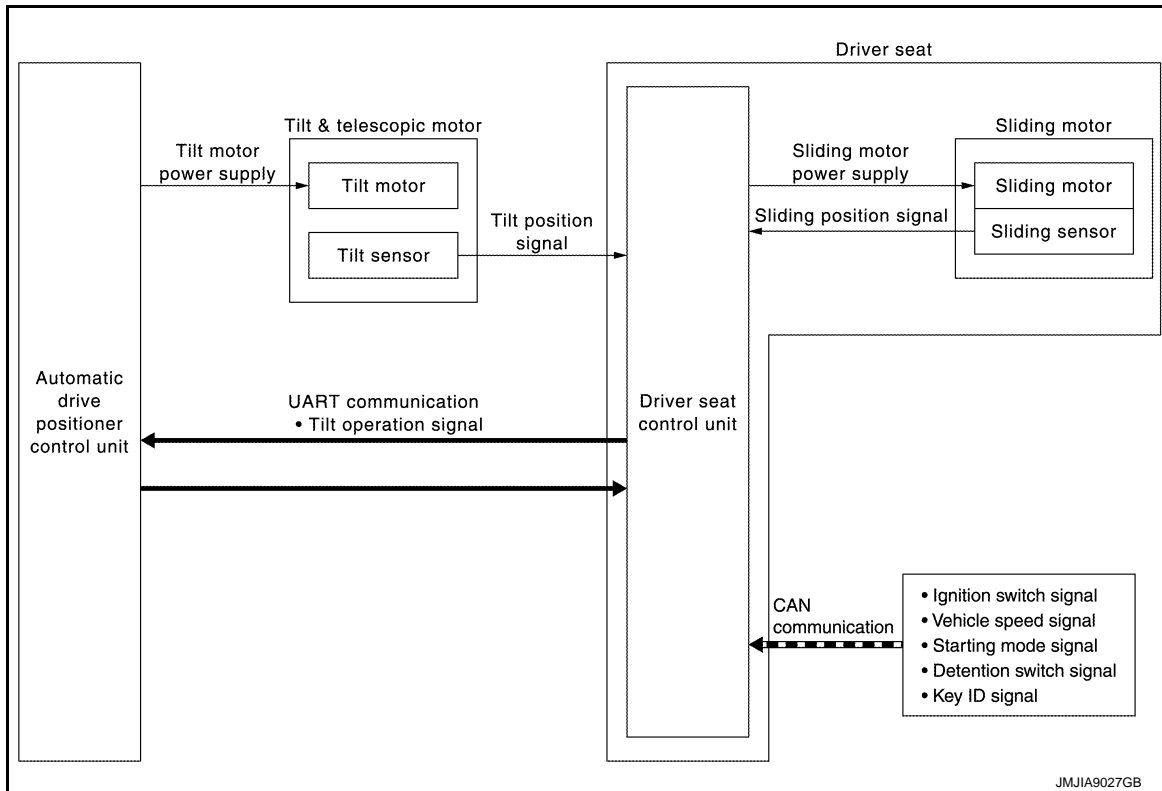 Driver seat
Tilt & telescopic motor
Sliding motor
Tilt motor
power supply
Tilt motor
Sliding motor
power supply
Sliding motor
Tilt position
signal
Sliding position signal
Sliding sensor
Tilt sensor
Automatic
drive
positioner
control unit
UART communication
• Tilt operation signal
Driver seat
control unit
CAN
communication
• Ignition switch signal
• Vehicle speed signal
• Starting mode signal
• Detention switch signal
• Key ID signal
JMJIA9027GB